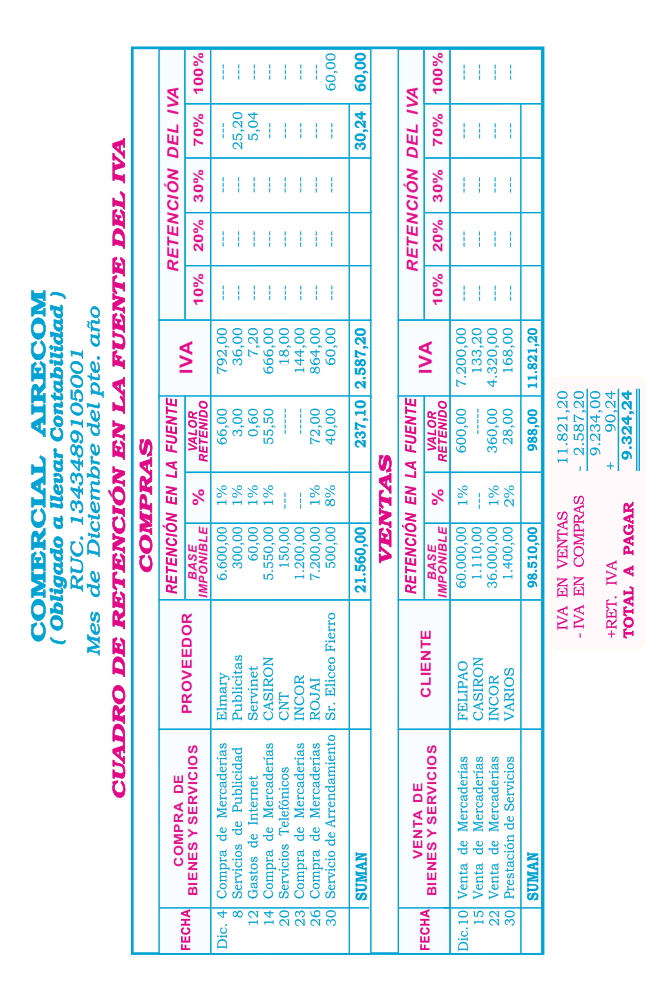 COMERCIAL AIRECOM
( Obligado a llevar Contabilidad )
RUC. 1343489105001
Mes de Diciembre del pte. año
CUADRO DE RETENCIÓN EN LA FUENTE DEL IVA
COMPRAS
FECHA COMPRA DE BIENES Y SERVICIOS PROVEEDOR RETENCIÓN EN LA FUENTE IVA RETENCIÓN DEL IVA
BASE IMPONIBLE % VALOR RETENIDO 10% 20% 30% 70% 100%
Dic. 4 Compra de Mercaderías Elmary 6.600,00 1% 66,00 792,00 --- --- --- --- ---
8 Servicios de Publicidad Publicitas 300,00 1% 3,00 36,00 --- --- --- 25,20 ---
12 Gastos de Internet Servinet 60,00 1% 0,60 7,20 --- --- --- 5,04 ---
14 Compra de Mercaderías CASIRON 5.550,00 1% 55,50 666,00 --- --- --- --- ---
20 Servicios Telefónicos CNT 150,00 --- ----- 18,00 --- --- --- --- ---
23 Compra de Mercaderías INCOR 1.200,00 --- ----- 144,00 --- --- --- --- ---
26 Compra de Mercaderías ROJAI 7.200,00 1% 72,00 864,00 --- --- --- --- ---
30 Servicio de Arrendamiento Sr. Eliceo Fierro 500,00 8% 40,00 60,00 --- --- --- --- 60,00
SUMAN 21.560,00 237,10 2.587,20 30,24 60,00
VENTAS
FECHA VENTA DE BIENES Y SERVICIOS CLIENTE RETENCIÓN EN LA FUENTE IVA RETENCIÓN DEL IVA
BASE IMPONIBLE % VALOR RETENIDO 10% 20% 30% 70% 100%
Dic.10 Venta de Mercaderías FELIPAO 60.000,00 1% 600,00 7.200,00 --- --- --- --- ---
15 Venta de Mercaderías CASIRON 1.110,00 --- ----- 133,20 --- --- --- --- ---
22 Venta de Mercaderías INCOR 36.000,00 1% 360,00 4.320,00 --- --- --- --- ---
30 Prestación de Servicios VARIOS 1.400,00 2% 28,00 168,00 --- --- --- --- ---
SUMAN 98.510,00 988,00 11.821,20
IVA EN VENTAS 11.821,20
- IVA EN COMPRAS - 2.587,20
9.234,00
+RET. IVA + 90,24
TOTAL A PAGAR 9.324,24